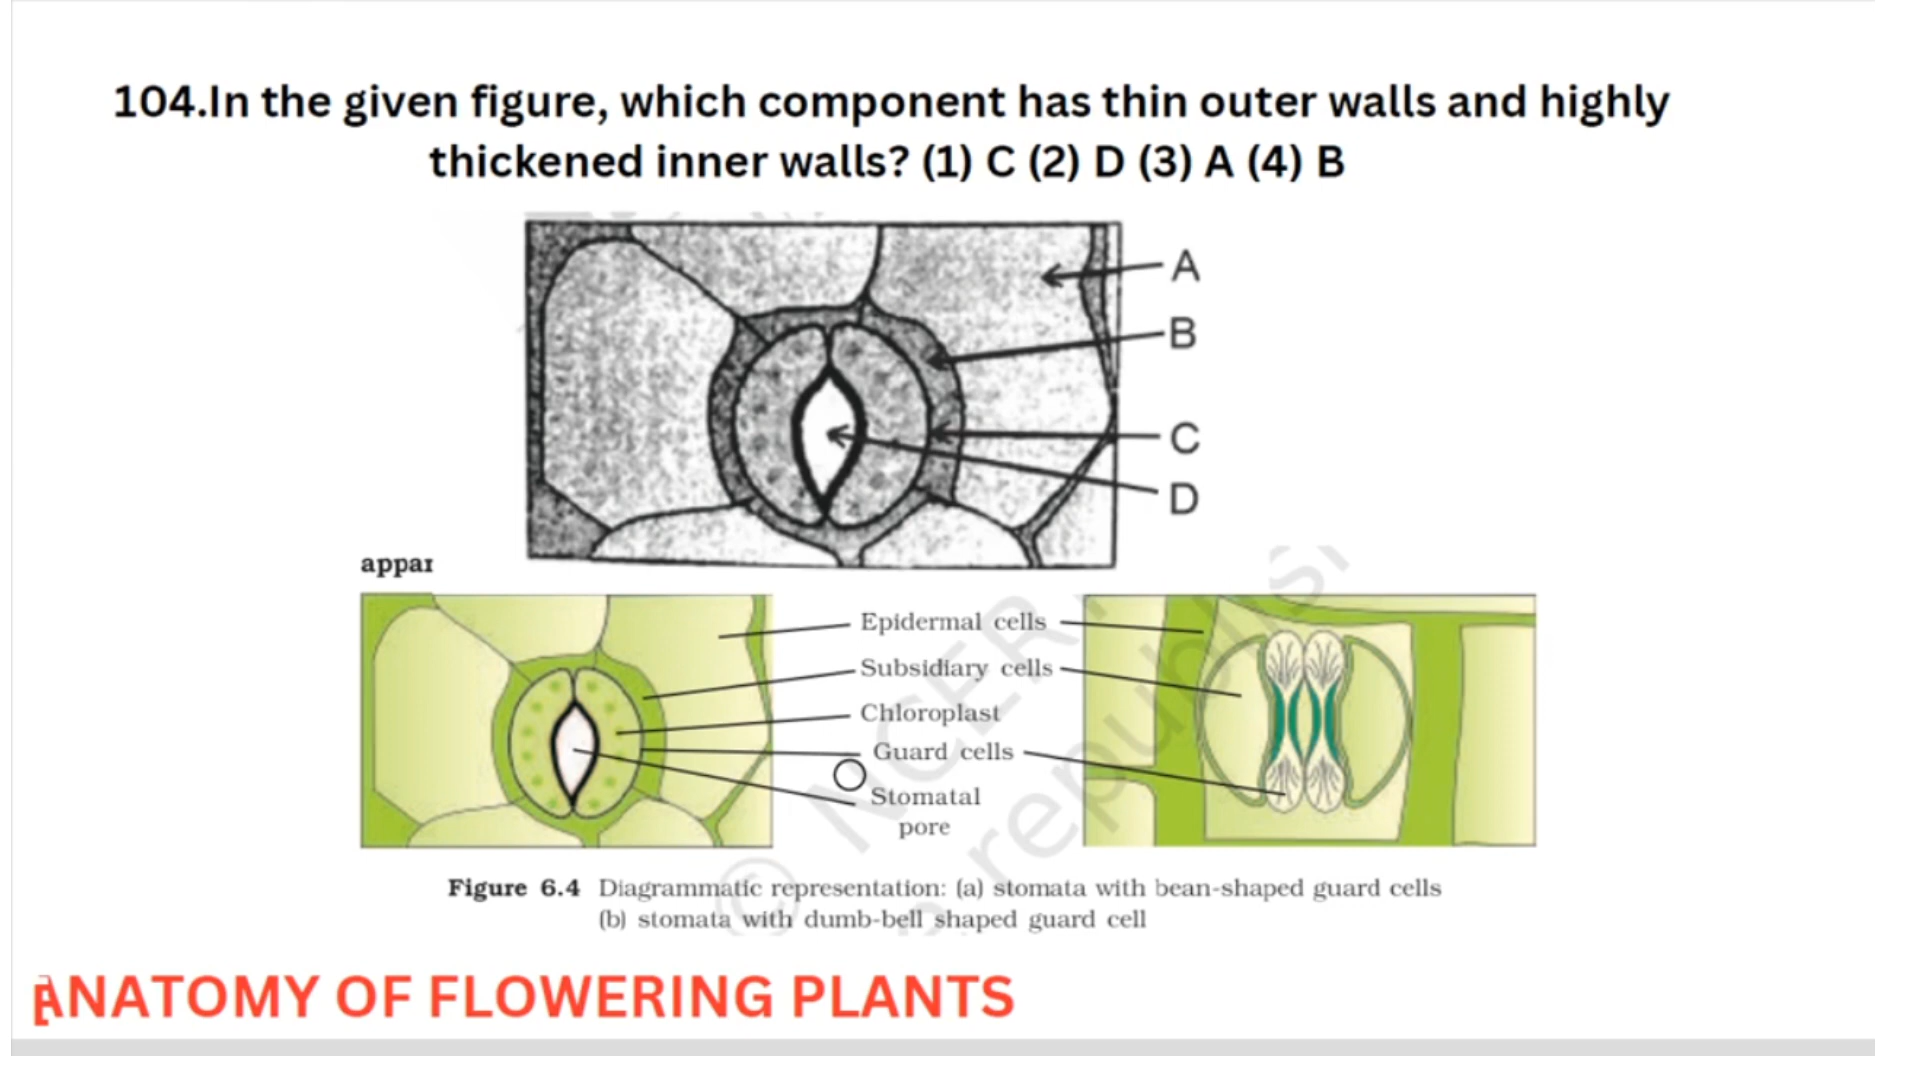 104.In the given figure, which component has thin outer walls and highly
thickened inner walls? (1) C (2) D (3) A (4) B
A
B
C
D
appar
Epidermal cells
Subsidiary cells
Chloroplast
Guard cells
Stomatal
pore
© NCERT
republis
Figure 6.4 Diagrammatic representation: (a) stomata with bean-shaped guard cells
(b) stomata with dumb-bell shaped guard cell
ANATOMY OF FLOWERING PLANTS